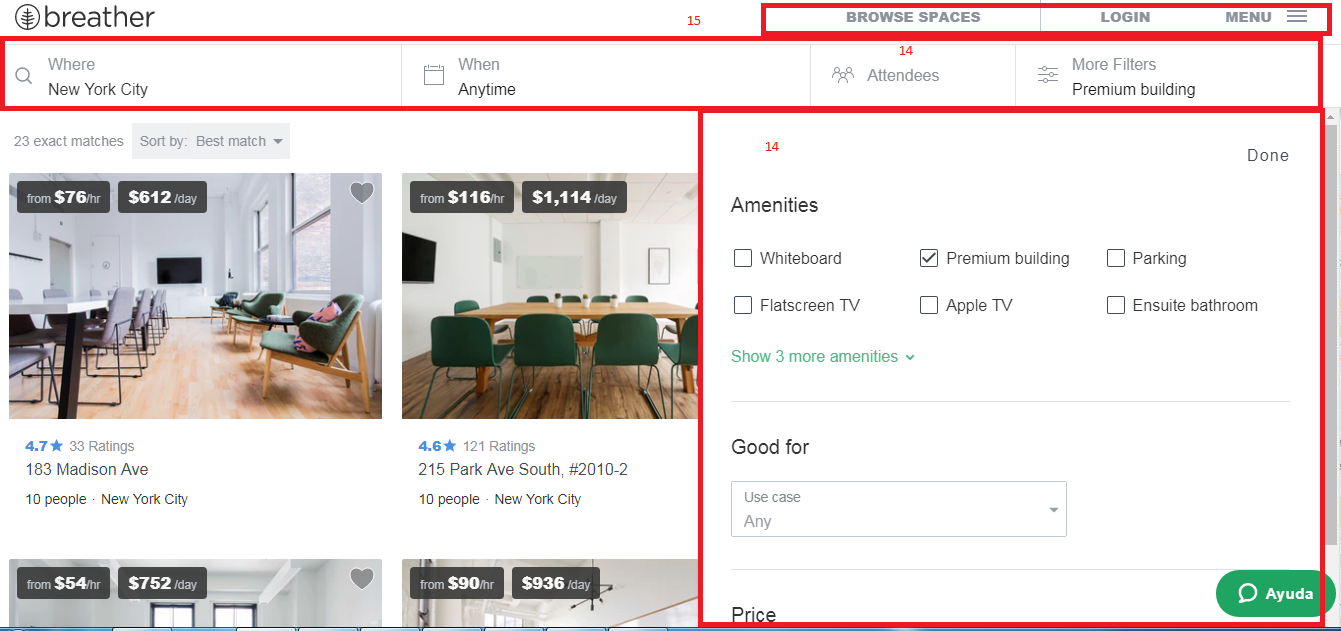 breather
15
BROWSE SPACES
LOGIN
MENU
Where
New York City
When
Anytime
14
Attendees
More Filters
Premium building
23 exact matches
Sort by: Best match
14
Done
from $76/hr
$612 /day
from $116/hr
$1,114 /day
Amenities
Whiteboard
Premium building
Parking
Flatscreen TV
Apple TV
Ensuite bathroom
Show 3 more amenities
4.7 33 Ratings
183 Madison Ave
10 people · New York City
4.6 121 Ratings
215 Park Ave South, #2010-2
10 people · New York City
Good for
Use case
Any
from $54/hr
$752 /day
from $90/hr
$936 /day
Price
Ayuda